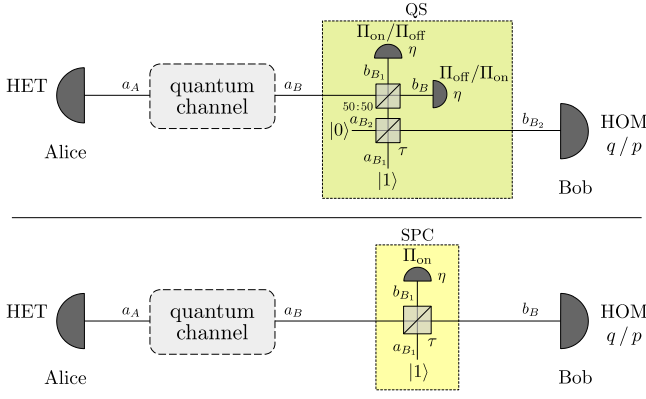 QS
Π_on/Π_off
η
HET
a_A
quantum
channel
a_B
b_{B_1}
b_B
Π_off/Π_on
η
50:50
|0⟩
a_{B_2}
b_{B_2}
HOM
q / p
a_{B_1}
τ
|1⟩
Alice
Bob
SPC
Π_on
η
HET
a_A
quantum
channel
a_B
b_{B_1}
b_B
HOM
q / p
a_{B_1}
τ
|1⟩
Alice
Bob